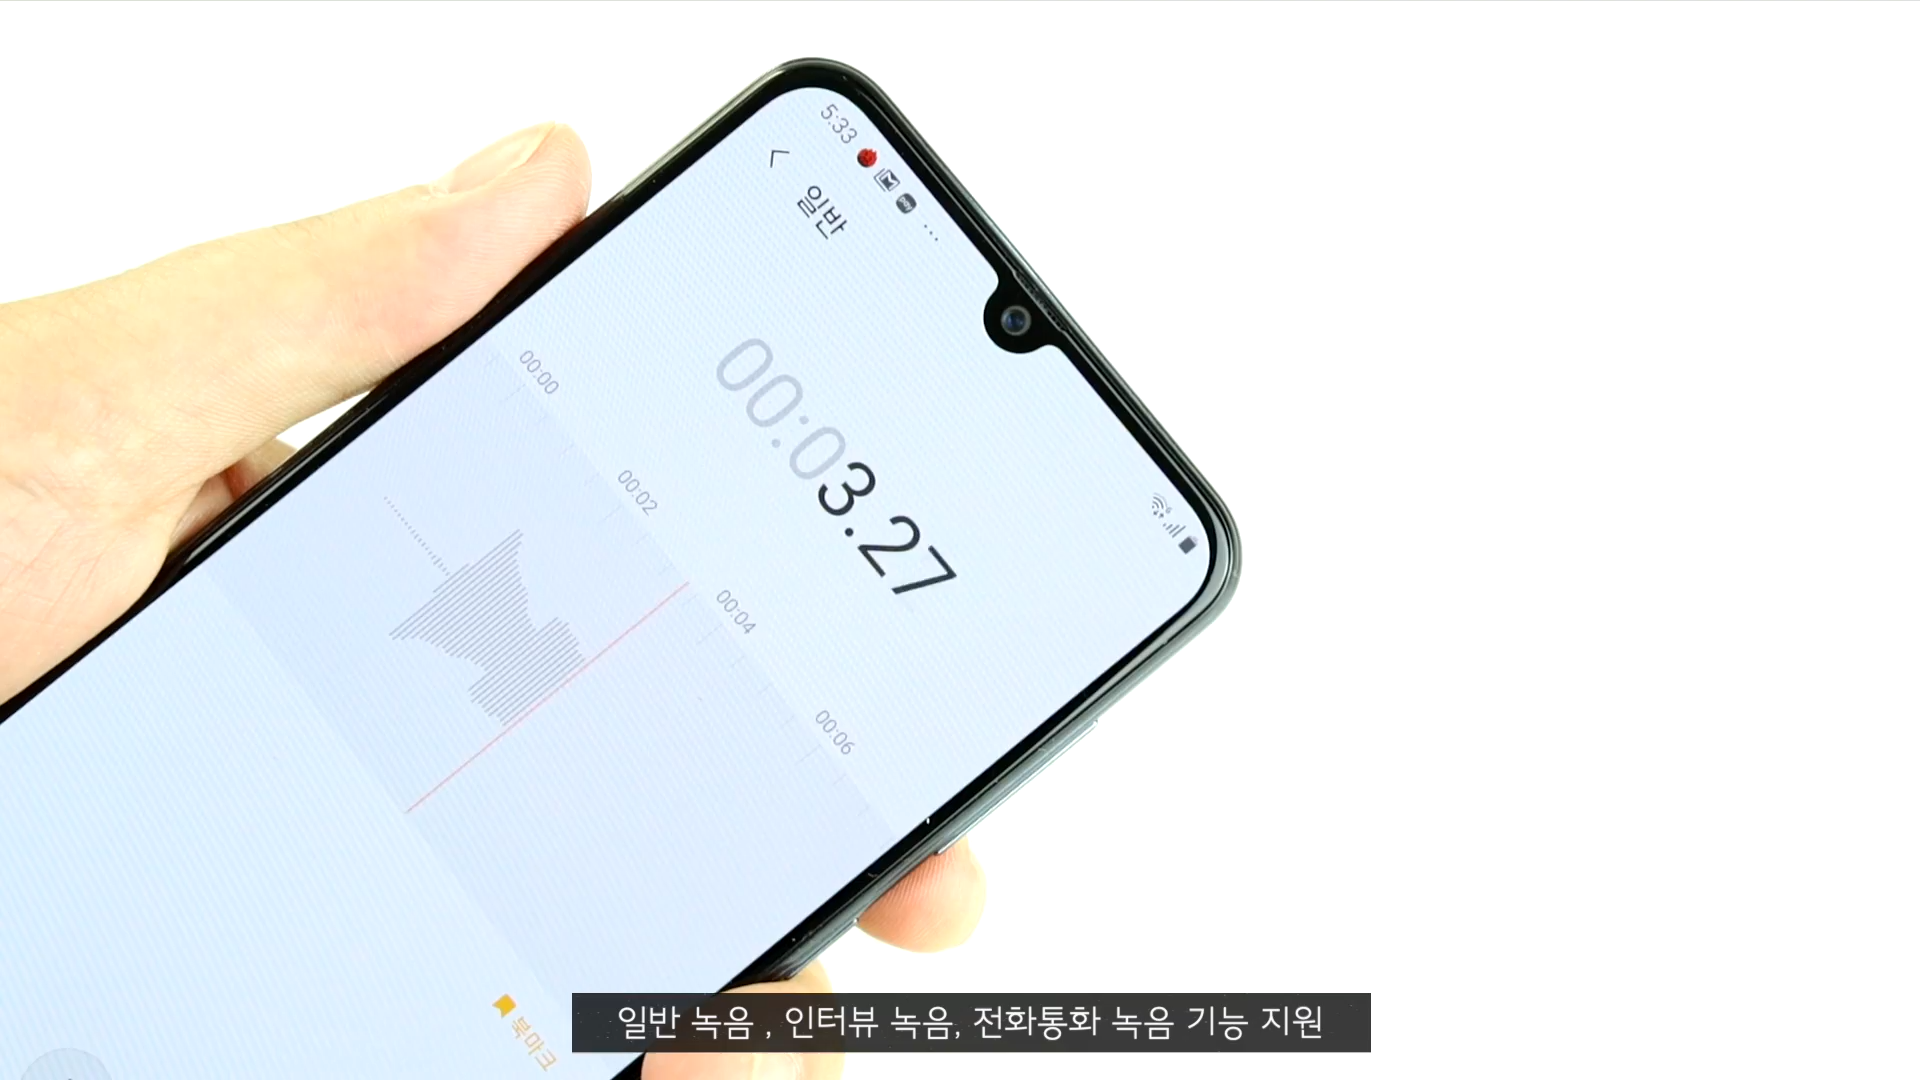 5:33
pay
일반
00:03.27
00:00
00:02
00:04
00:06
북마크
일반 녹음 , 인터뷰 녹음, 전화통화 녹음 기능 지원